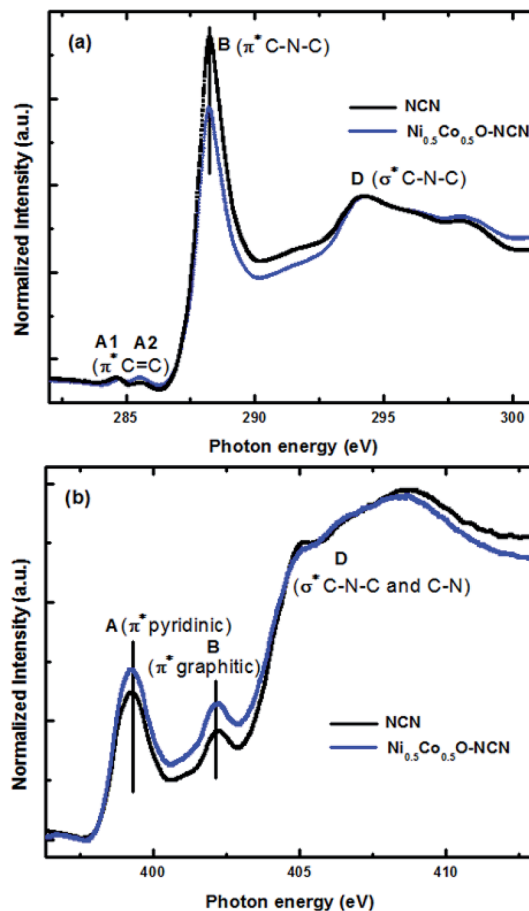 (a)
B (π* C-N-C)
NCN
Ni0.5Co0.5O-NCN
D (σ* C-N-C)
A1 A2
(π* C=C)
Normalized Intensity (a.u.)
285 290 295 300
Photon energy (eV)
(b)
D
(σ* C-N-C and C-N)
A (π* pyridinic)
B
(π* graphitic)
NCN
Ni0.5Co0.5O-NCN
Normalized Intensity (a.u.)
400 405 410
Photon energy (eV)